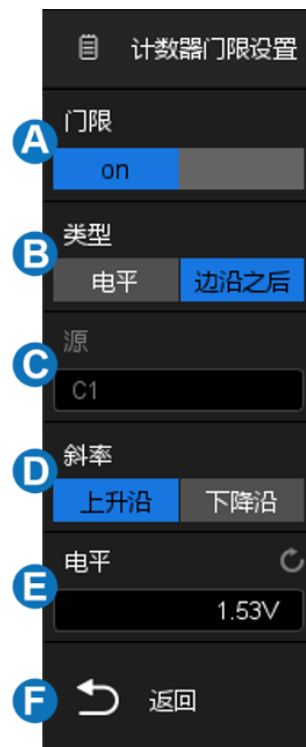 计数器门限设置
A
门限
on
B
类型
电平 边沿之后
C
源
C1
D
斜率
上升沿 下降沿
E
电平
1.53V
F
返回